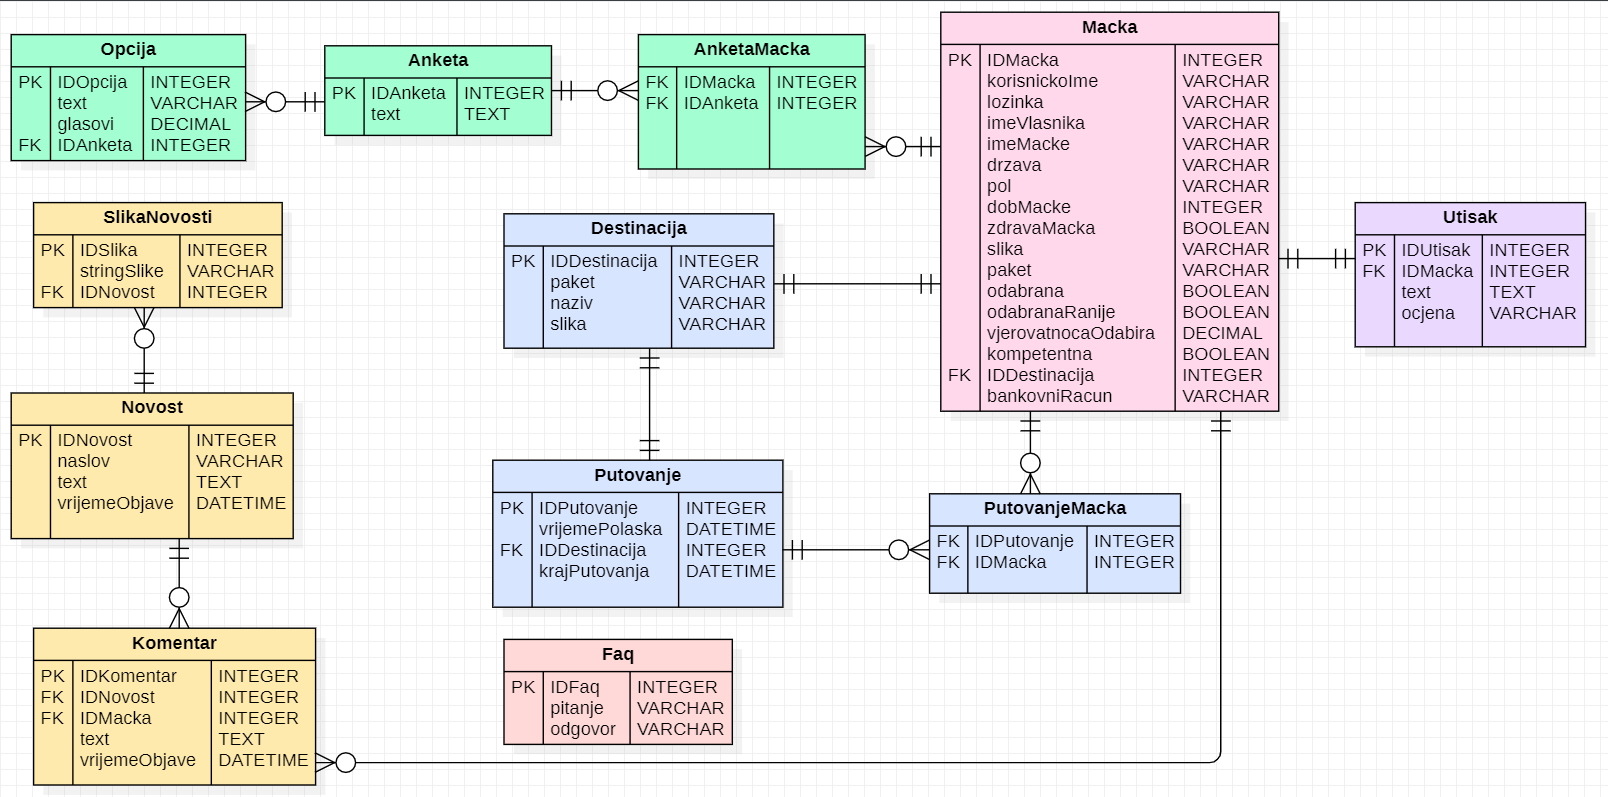 Opcija
PK IDOpcija INTEGER
text VARCHAR
glasovi DECIMAL
FK IDAnketa INTEGER
Anketa
PK IDAnketa INTEGER
text TEXT
AnketaMacka
FK IDMacka INTEGER
FK IDAnketa INTEGER
Macka
PK IDMacka INTEGER
korisnickoIme VARCHAR
lozinka VARCHAR
imeVlasnika VARCHAR
imeMacke VARCHAR
drzava VARCHAR
pol VARCHAR
dobMacke INTEGER
zdravaMacka BOOLEAN
slika VARCHAR
paket VARCHAR
odabrana BOOLEAN
odabranaRanije BOOLEAN
vjerovatnocaOdabira DECIMAL
kompetentna BOOLEAN
FK IDDestinacija INTEGER
bankovniRacun VARCHAR
SlikaNovosti
PK IDSlika INTEGER
stringSlike VARCHAR
FK IDNovost INTEGER
Destinacija
PK IDDestinacija INTEGER
paket VARCHAR
naziv VARCHAR
slika VARCHAR
Utisak
PK IDUtisak INTEGER
FK IDMacka INTEGER
text TEXT
ocjena VARCHAR
Novost
PK IDNovost INTEGER
naslov VARCHAR
text TEXT
vrijemeObjave DATETIME
Putovanje
PK IDPutovanje INTEGER
vrijemePolaska DATETIME
FK IDDestinacija INTEGER
krajPutovanja DATETIME
PutovanjeMacka
FK IDPutovanje INTEGER
FK IDMacka INTEGER
Komentar
PK IDKomentar INTEGER
FK IDNovost INTEGER
FK IDMacka INTEGER
text TEXT
vrijemeObjave DATETIME
Faq
PK IDFaq INTEGER
pitanje VARCHAR
odgovor VARCHAR